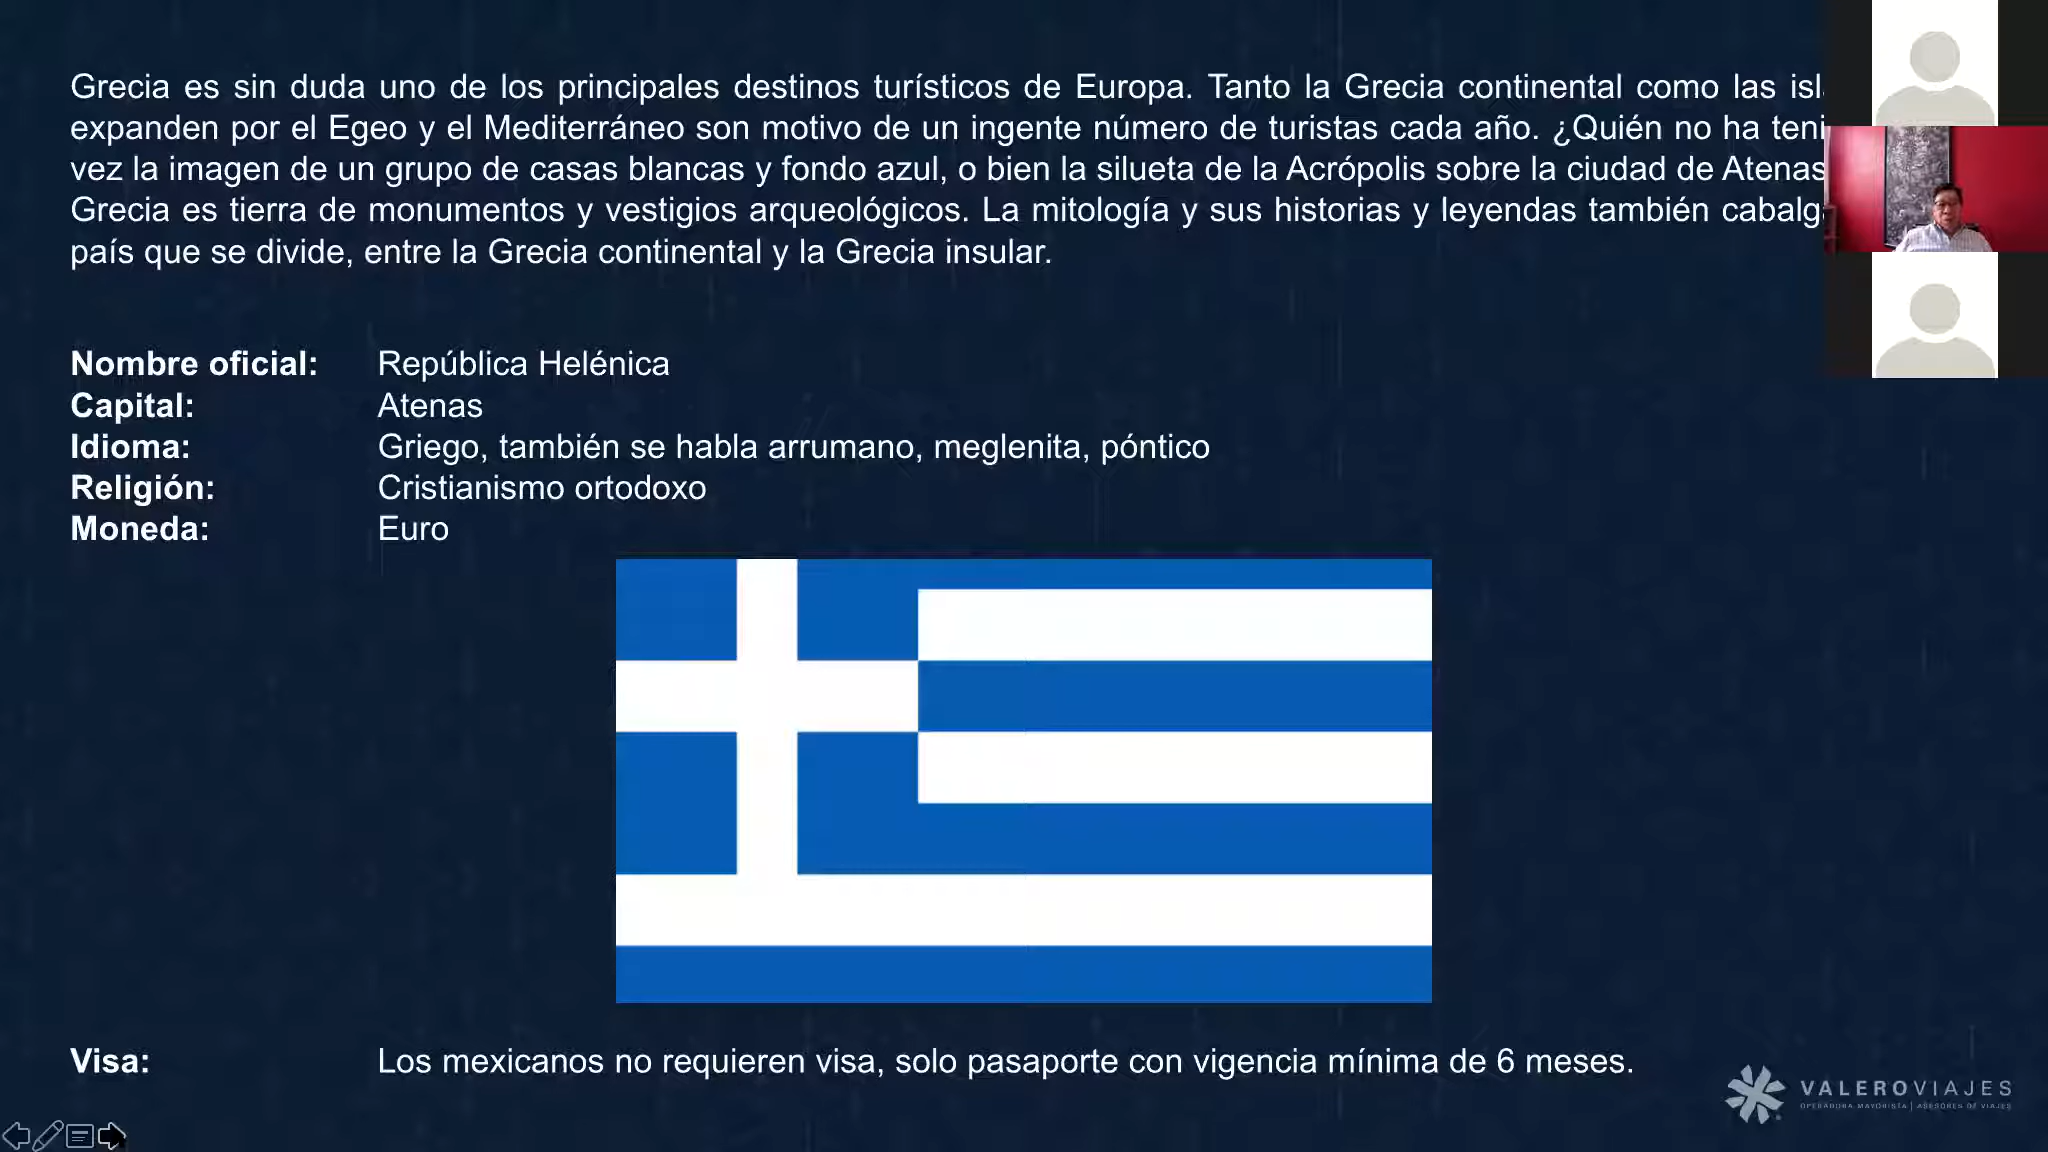 Grecia es sin duda uno de los principales destinos turísticos de Europa. Tanto la Grecia continental como las
expanden por el Egeo y el Mediterráneo son motivo de un ingente número de turistas cada año. ¿Quién no ha
vez la imagen de un grupo de casas blancas y fondo azul, o bien la silueta de la Acrópolis sobre la ciudad de Atenas
Grecia es tierra de monumentos y vestigios arqueológicos. La mitología y sus historias y leyendas también
país que se divide, entre la Grecia continental y la Grecia insular.
Nombre oficial: República Helénica
Capital: Atenas
Idioma: Griego, también se habla arrumano, meglenita, póntico
Religión: Cristianismo ortodoxo
Moneda: Euro
Visa: Los mexicanos no requieren visa, solo pasaporte con vigencia mínima de 6 meses.
VALEROVIAJES
OPERADORA MAYORISTA | ASESORES DE VIAJES